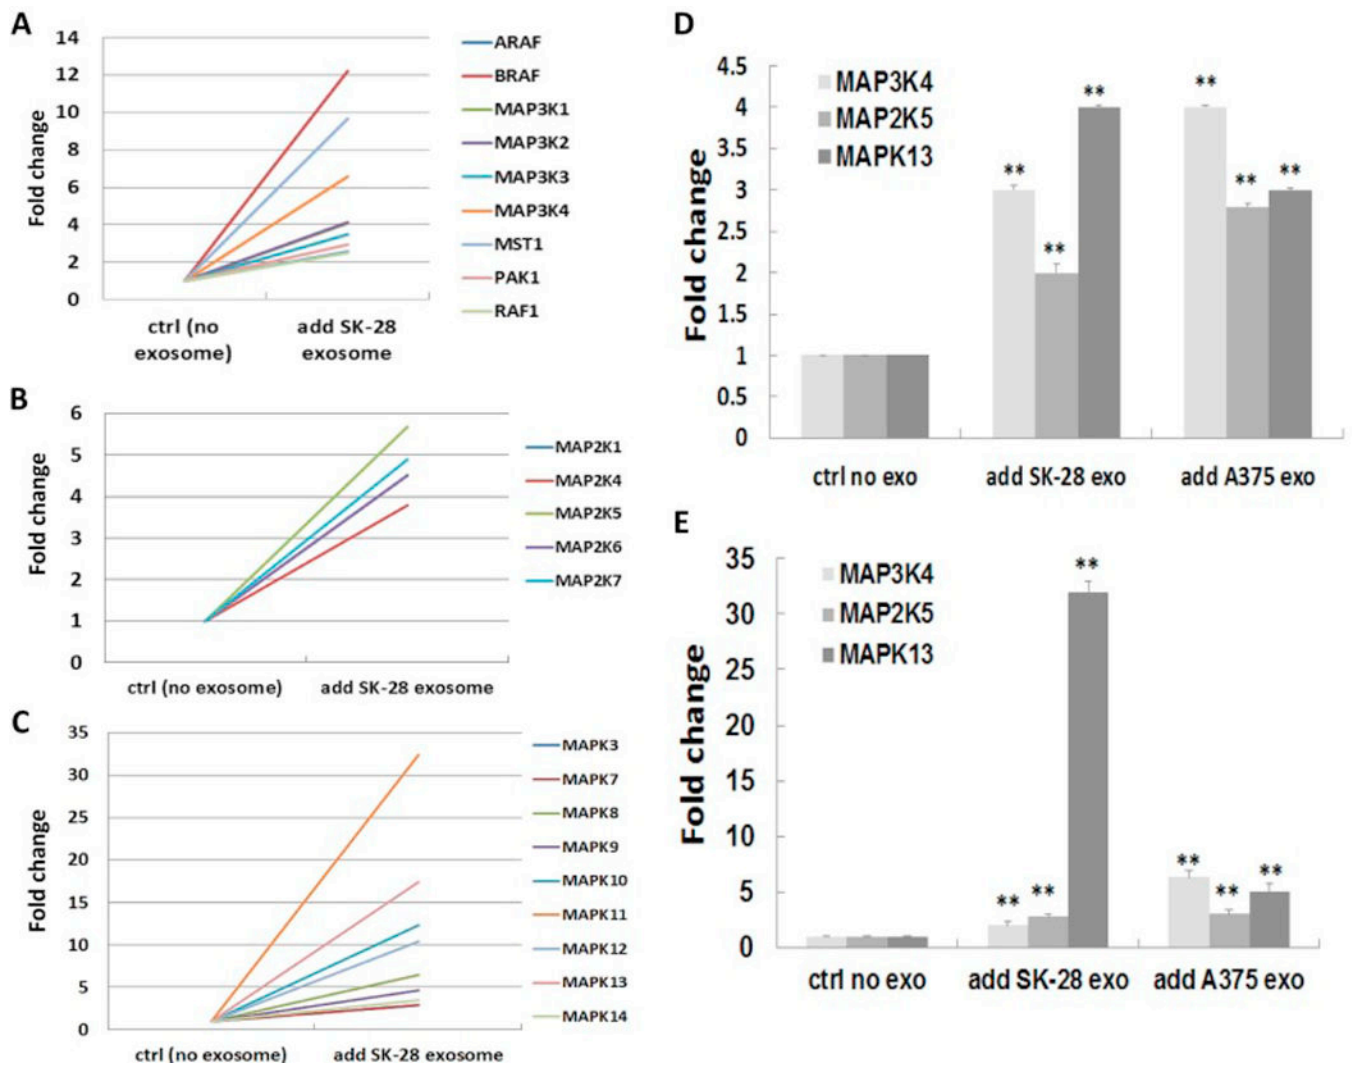 A
Fold change
14
12
10
8
6
4
2
0
ctrl (no
exosome)
add SK-28
exosome
ARAF
BRAF
MAP3K1
MAP3K2
MAP3K3
MAP3K4
MST1
PAK1
RAF1
B
Fold change
6
5
4
3
2
1
0
ctrl (no exosome)
add SK-28 exosome
MAP2K1
MAP2K4
MAP2K5
MAP2K6
MAP2K7
C
Fold change
35
30
25
20
15
10
5
0
ctrl (no exosome)
add SK-28 exosome
MAPK3
MAPK7
MAPK8
MAPK9
MAPK10
MAPK11
MAPK12
MAPK13
MAPK14
D
Fold change
4.5
4
3.5
3
2.5
2
1.5
1
0.5
0
MAP3K4
MAP2K5
MAPK13
**
**
**
**
**
**
ctrl no exo
add SK-28 exo
add A375 exo
E
Fold change
35
30
25
20
15
10
5
0
MAP3K4
MAP2K5
MAPK13
**
**
**
**
**
**
ctrl no exo
add SK-28 exo
add A375 exo